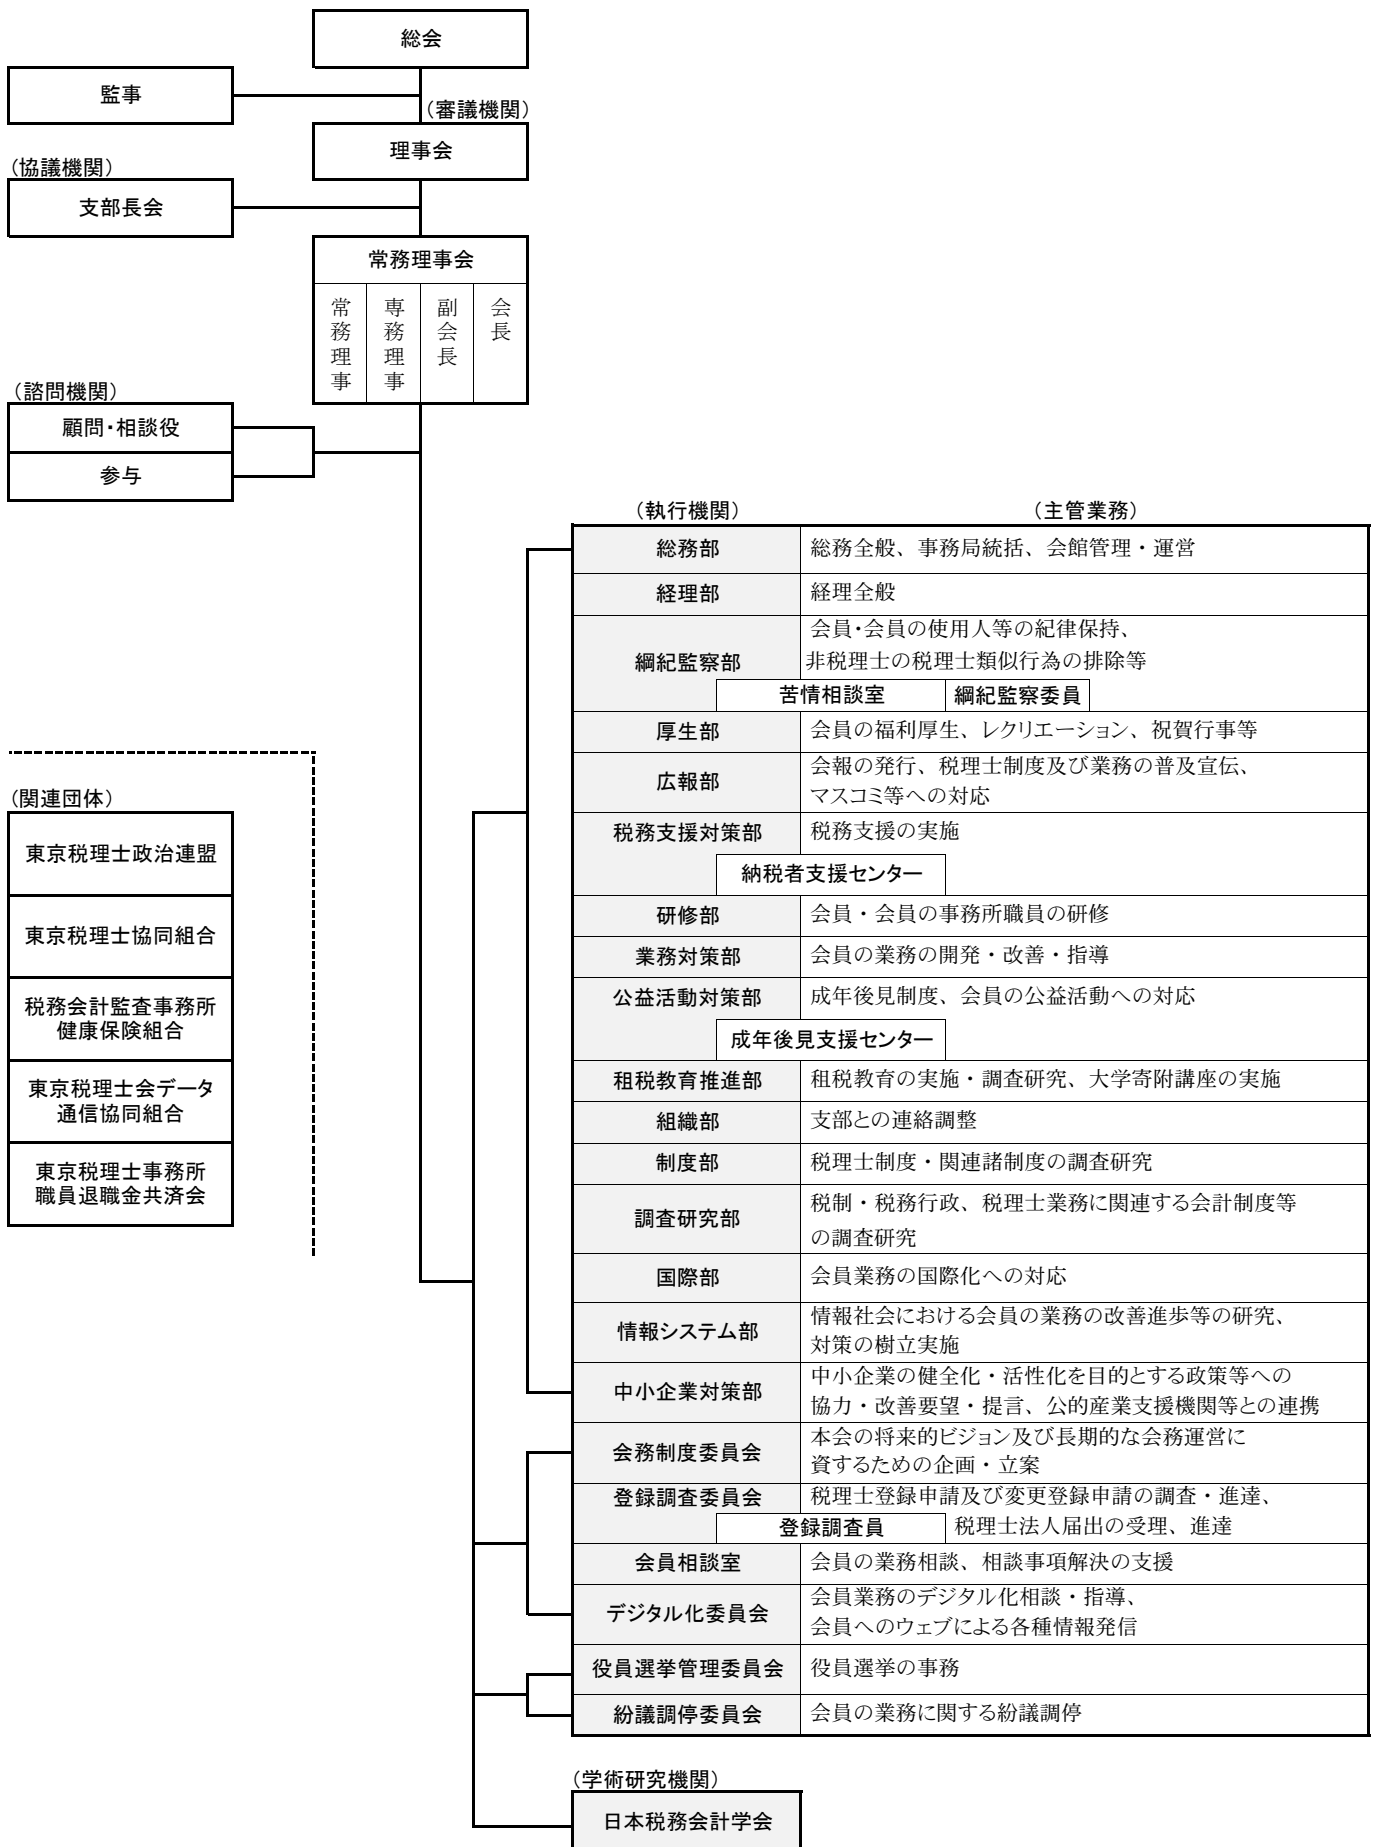 総会
監事
（審議機関）
理事会
（協議機関）
支部長会
常務理事会
常務理事
専務理事
副会長
会長
（諮問機関）
顧問・相談役
参与
（執行機関）
（主管業務）
総務部
総務全般、事務局統括、会館管理・運営
経理部
経理全般
綱紀監察部
会員・会員の使用人等の紀律保持、
非税理士の税理士類似行為の排除等
苦情相談室
綱紀監察委員
厚生部
会員の福利厚生、レクリエーション、祝賀行事等
広報部
会報の発行、税理士制度及び業務の普及宣伝、
マスコミ等への対応
税務支援対策部
税務支援の実施
納税者支援センター
研修部
会員・会員の事務所職員の研修
業務対策部
会員の業務の開発・改善・指導
公益活動対策部
成年後見制度、会員の公益活動への対応
成年後見支援センター
租税教育推進部
租税教育の実施・調査研究、大学寄附講座の実施
組織部
支部との連絡調整
制度部
税理士制度・関連諸制度の調査研究
調査研究部
税制・税務行政、税理士業務に関連する会計制度等
の調査研究
国際部
会員業務の国際化への対応
情報システム部
情報社会における会員の業務の改善進歩等の研究、
対策の樹立実施
中小企業対策部
中小企業の健全化・活性化を目的とする政策等への
協力・改善要望・提言、公的産業支援機関等との連携
会務制度委員会
本会の将来的ビジョン及び長期的な会務運営に
資するための企画・立案
登録調査委員会
税理士登録申請及び変更登録申請の調査・進達、
登録調査員
税理士法人届出の受理、進達
会員相談室
会員の業務相談、相談事項解決の支援
デジタル化委員会
会員業務のデジタル化相談・指導、
会員へのウェブによる各種情報発信
役員選挙管理委員会
役員選挙の事務
紛議調停委員会
会員の業務に関する紛議調停
（学術研究機関）
日本税務会計学会
（関連団体）
東京税理士政治連盟
東京税理士協同組合
税務会計監査事務所
健康保険組合
東京税理士会データ
通信協同組合
東京税理士事務所
職員退職金共済会